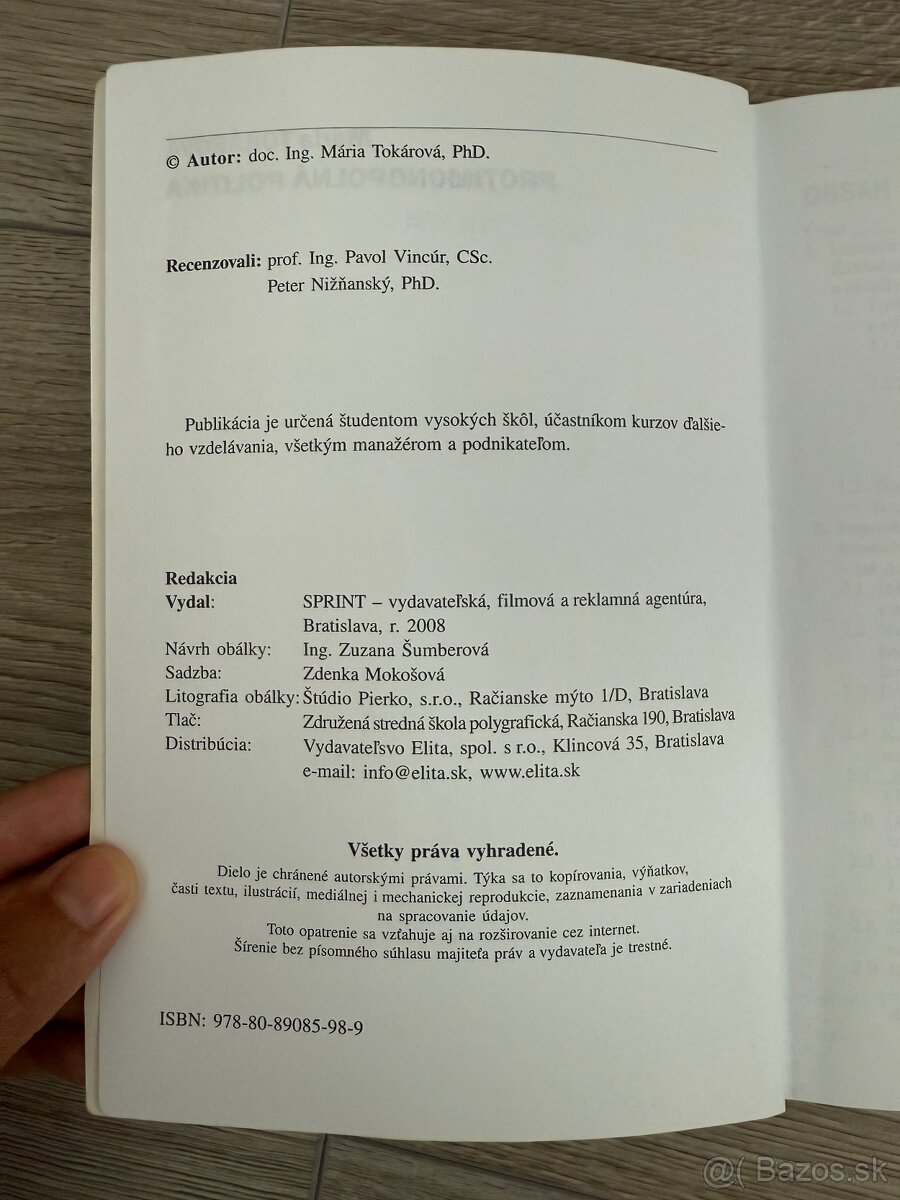 © Autor: doc. Ing. Mária Tokárová, PhD.
PROTIMONOPOLNÁ POLITIKA
OBSAH
Recenzovali: prof. Ing. Pavol Vincúr, CSc.
Peter Nižňanský, PhD.
Publikácia je určená študentom vysokých škôl, účastníkom kurzov ďalšie-
ho vzdelávania, všetkým manažérom a podnikateľom.
Redakcia
Vydal: SPRINT – vydavateľská, filmová a reklamná agentúra,
Bratislava, r. 2008
Návrh obálky: Ing. Zuzana Šumberová
Sadzba: Zdenka Mokošová
Litografia obálky: Štúdio Pierko, s.r.o., Račianske mýto 1/D, Bratislava
Tlač: Združená stredná škola polygrafická, Račianska 190, Bratislava
Distribúcia: Vydavateľsvo Elita, spol. s r.o., Klincová 35, Bratislava
e-mail: info@elita.sk, www.elita.sk
Všetky práva vyhradené.
Dielo je chránené autorskými právami. Týka sa to kopírovania, výňatkov,
časti textu, ilustrácií, mediálnej i mechanickej reprodukcie, zaznamenania v zariadeniach
na spracovanie údajov.
Toto opatrenie sa vzťahuje aj na rozširovanie cez internet.
Šírenie bez písomného súhlasu majiteťa práv a vydavateľa je trestné.
ISBN: 978-80-89085-98-9
@( Bazos.sk